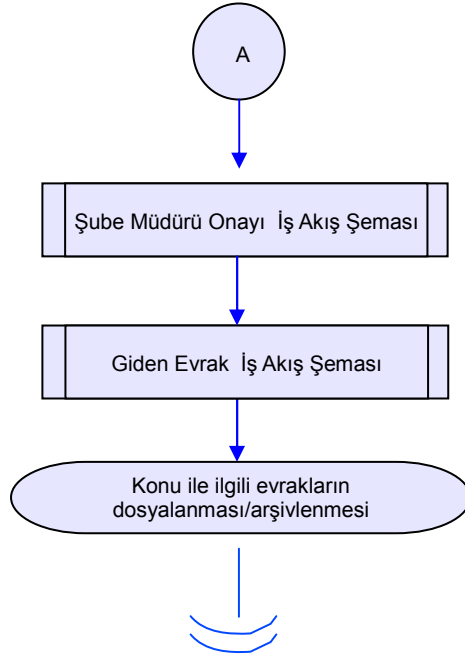 A
Şube Müdürü Onayı İş Akış Şeması
Giden Evrak İş Akış Şeması
Konu ile ilgili evrakların
dosyalanması/arşivlenmesi